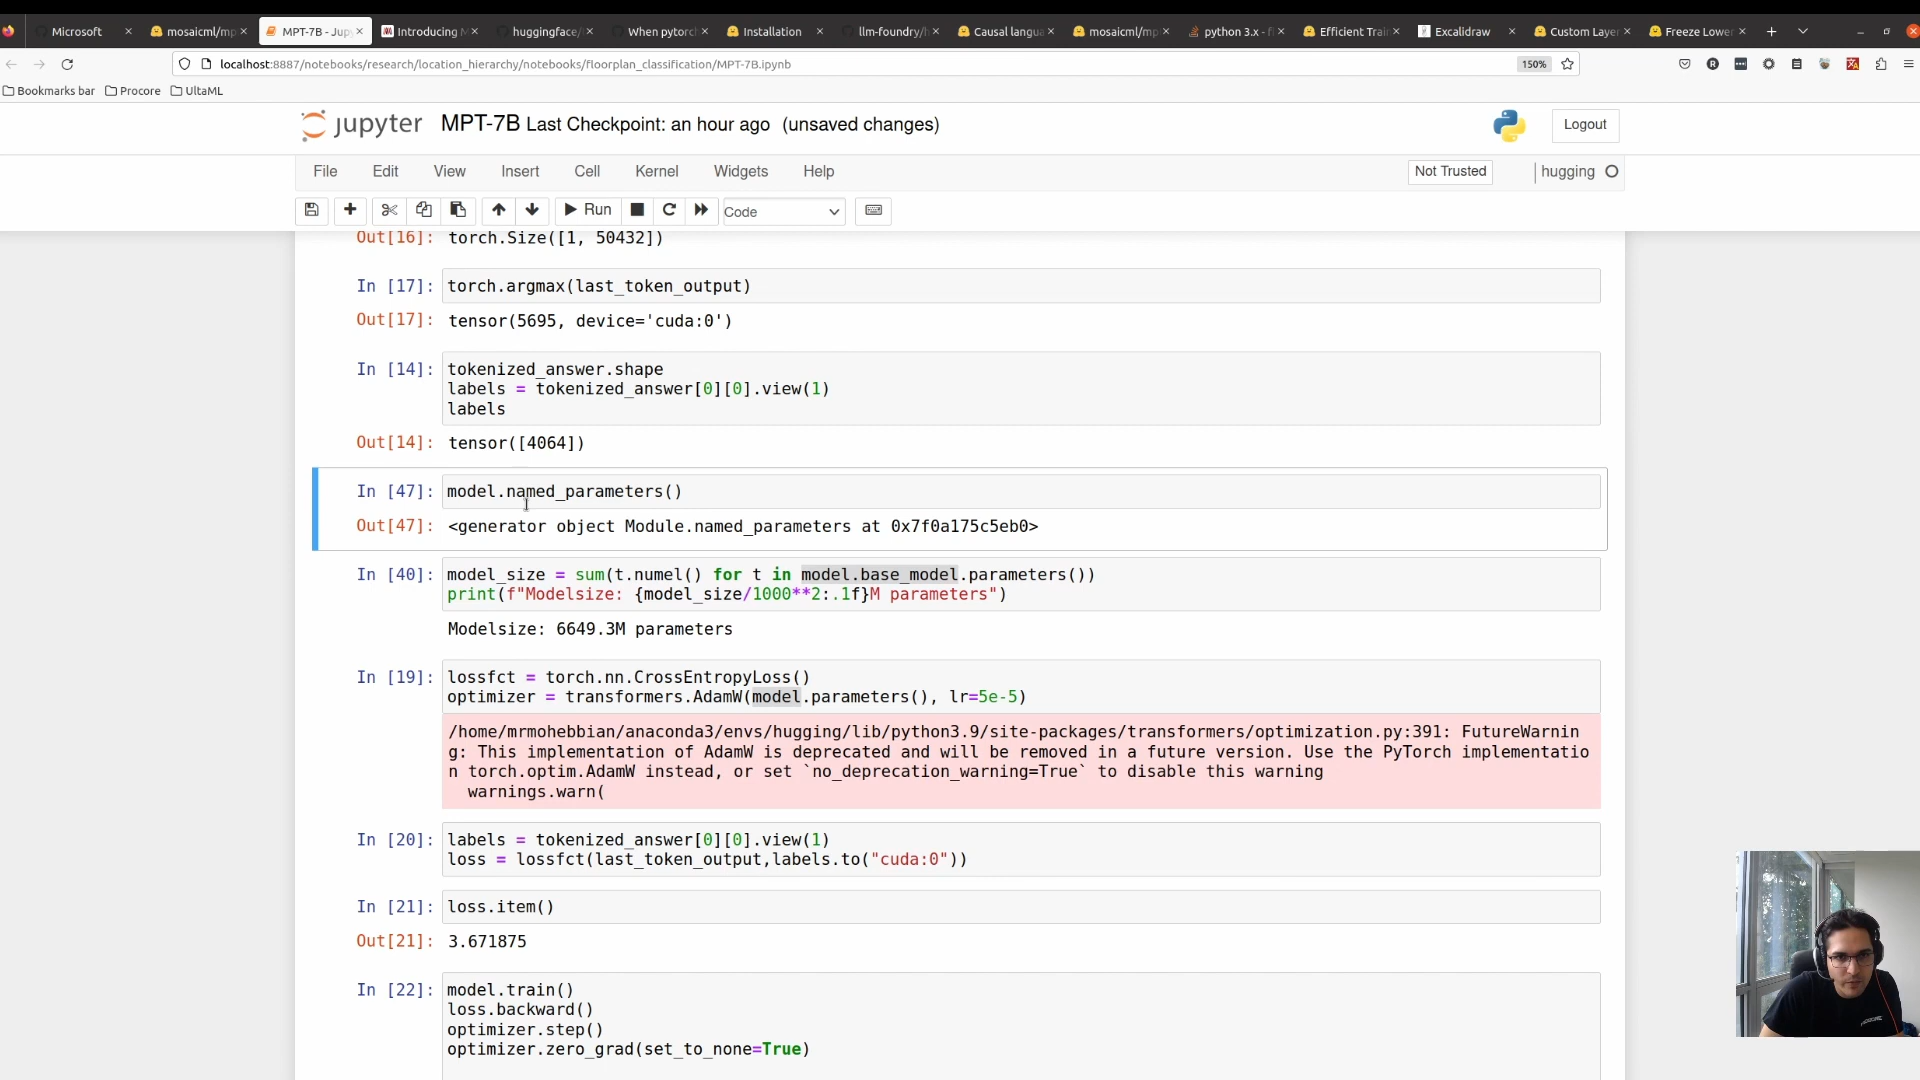 Microsoft
mosaicml/mp
MPT-7B - Jup
Introducing M
huggingface/
When pytorc
Installation
llm-foundry/
Causal langua
mosaicml/mp
python 3.x - fl
Efficient Trai
Excalidraw
Custom Laye
Freeze Lower
localhost:8887/notebooks/research/location_hierarchy/notebooks/floorplan_classification/MPT-7B.ipynb
150%
Bookmarks bar
Procore
UltaML
jupyter
MPT-7B Last Checkpoint: an hour ago (unsaved changes)
Logout
File Edit View Insert Cell Kernel Widgets Help
Not Trusted
hugging
Run
Code
Out[16]: torch.Size([1, 50432])
In [17]: torch.argmax(last_token_output)
Out[17]: tensor(5695, device='cuda:0')
In [14]: tokenized_answer.shape
labels = tokenized_answer[0][0].view(1)
labels
Out[14]: tensor([4064])
In [47]: model.named_parameters()
Out[47]: <generator object Module.named_parameters at 0x7f0a175c5eb0>
In [40]: model_size = sum(t.numel() for t in model.base_model.parameters())
print(f"Modelsize: {model_size/1000**2:.1f}M parameters")
Modelsize: 6649.3M parameters
In [19]: lossfct = torch.nn.CrossEntropyLoss()
optimizer = transformers.AdamW(model.parameters(), lr=5e-5)
/home/mrmohebbian/anaconda3/envs/hugging/lib/python3.9/site-packages/transformers/optimization.py:391: FutureWarnin
g: This implementation of AdamW is deprecated and will be removed in a future version. Use the PyTorch implementatio
n torch.optim.AdamW instead, or set `no_deprecation_warning=True` to disable this warning
warnings.warn(
In [20]: labels = tokenized_answer[0][0].view(1)
loss = lossfct(last_token_output,labels.to("cuda:0"))
In [21]: loss.item()
Out[21]: 3.671875
In [22]: model.train()
loss.backward()
optimizer.step()
optimizer.zero_grad(set_to_none=True)